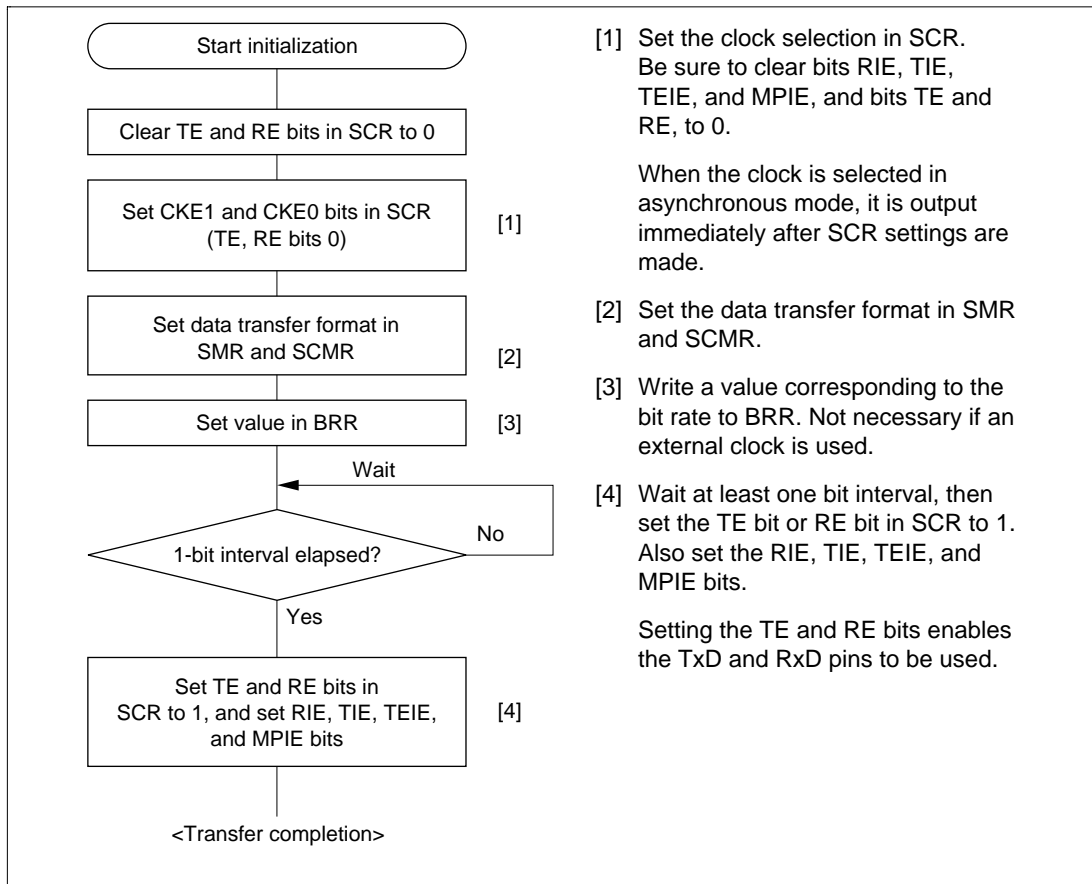 Start initialization
Clear TE and RE bits in SCR to 0
Set CKE1 and CKE0 bits in SCR
(TE, RE bits 0)
[1]
Set data transfer format in
SMR and SCMR
[2]
Set value in BRR
[3]
Wait
1-bit interval elapsed?
No
Yes
Set TE and RE bits in
SCR to 1, and set RIE, TIE, TEIE,
and MPIE bits
[4]
<Transfer completion>
[1] Set the clock selection in SCR.
Be sure to clear bits RIE, TIE,
TEIE, and MPIE, and bits TE and
RE, to 0.
When the clock is selected in
asynchronous mode, it is output
immediately after SCR settings are
made.
[2] Set the data transfer format in SMR
and SCMR.
[3] Write a value corresponding to the
bit rate to BRR. Not necessary if an
external clock is used.
[4] Wait at least one bit interval, then
set the TE bit or RE bit in SCR to 1.
Also set the RIE, TIE, TEIE, and
MPIE bits.
Setting the TE and RE bits enables
the TxD and RxD pins to be used.